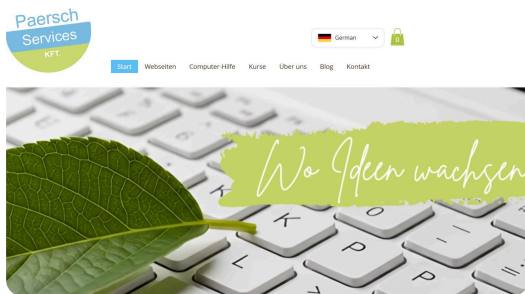 Paersch
Services
KFT.
German
0
Start Webseiten Computer-Hilfe Kurse Über uns Blog Kontakt
Wo Ideen wachsen
K
O
-
K
P
L
P
=